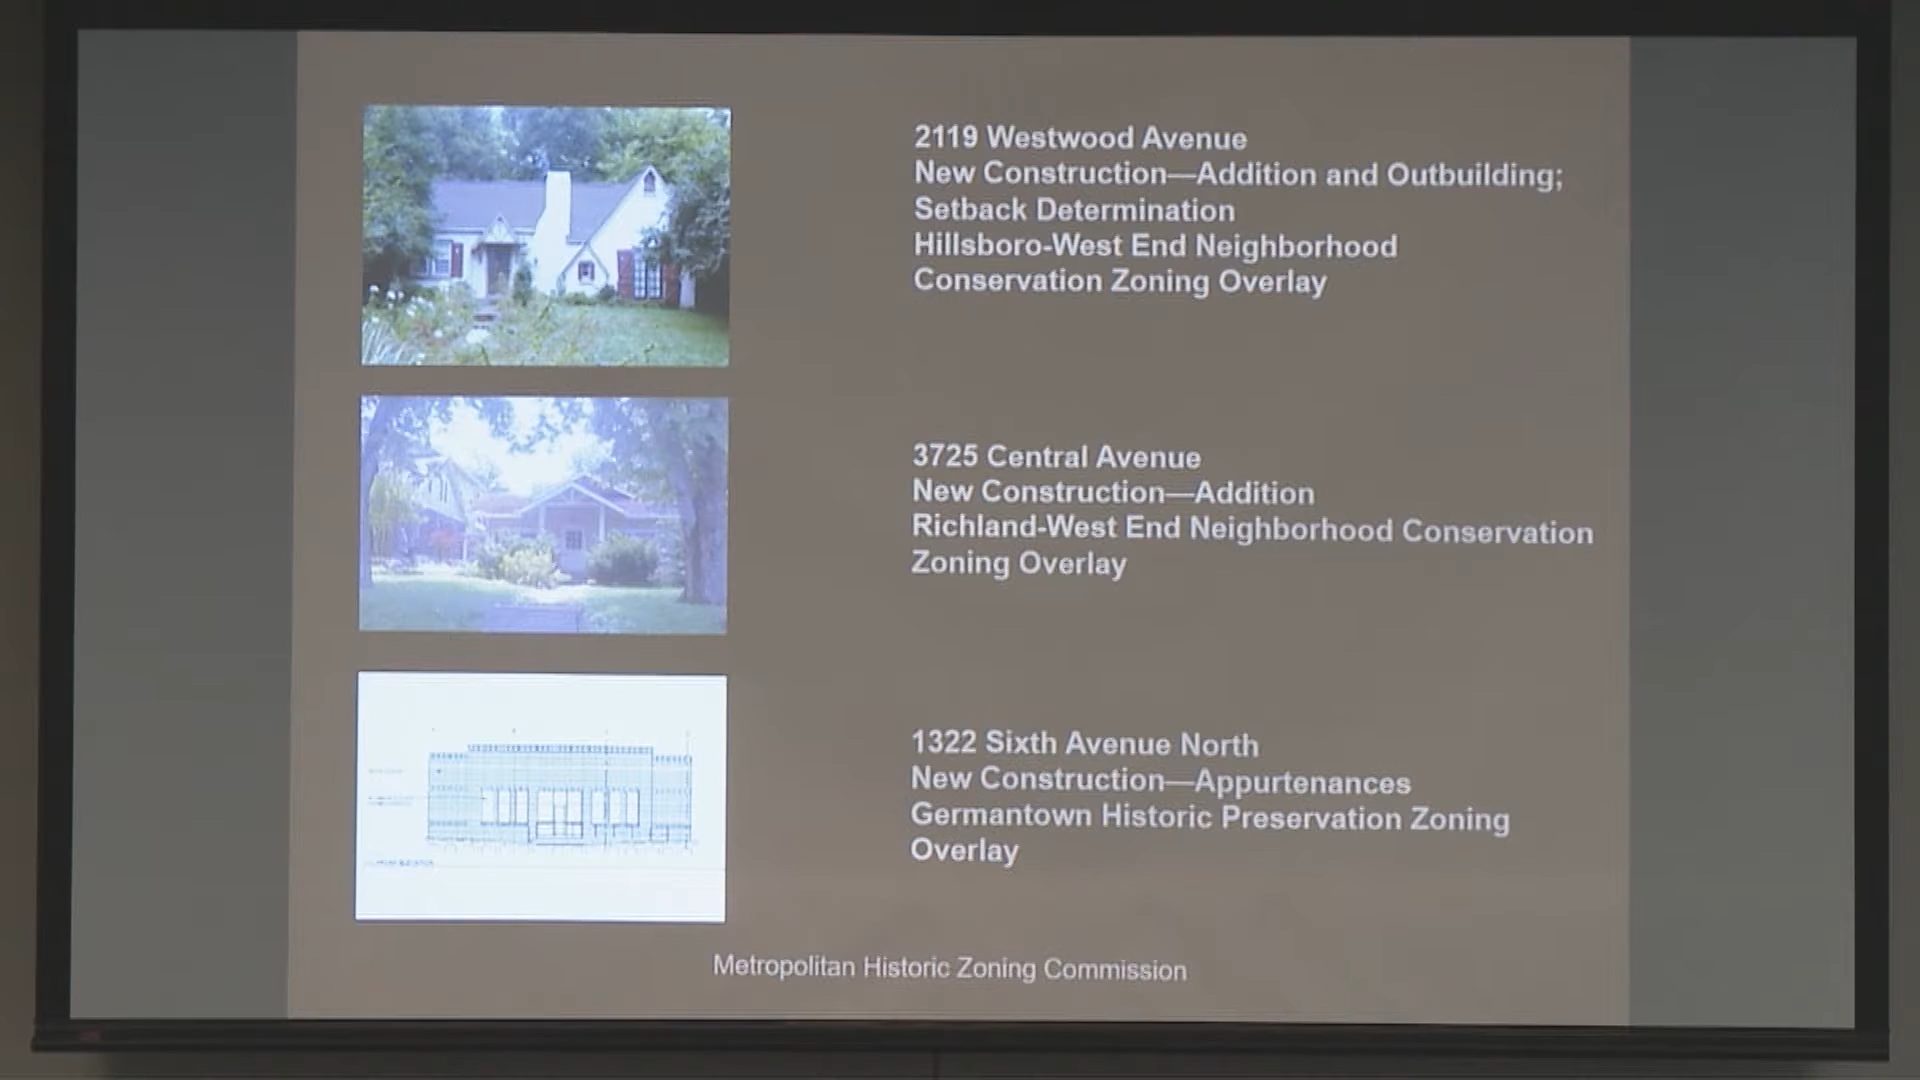 2119 Westwood Avenue
New Construction—Addition and Outbuilding;
Setback Determination
Hillsboro-West End Neighborhood
Conservation Zoning Overlay
3725 Central Avenue
New Construction—Addition
Richland-West End Neighborhood Conservation
Zoning Overlay
1322 Sixth Avenue North
New Construction—Appurtenances
Germantown Historic Preservation Zoning
Overlay
Metropolitan Historic Zoning Commission